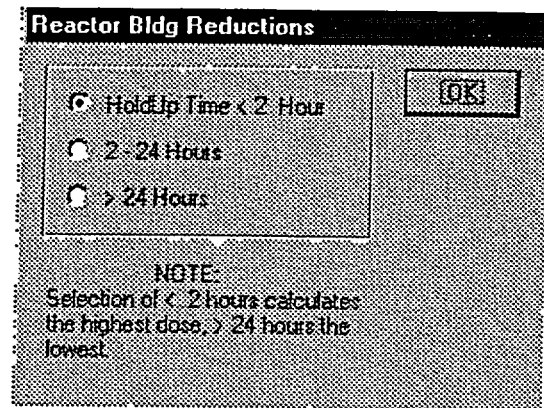 Reactor Bldg Reductions
HoldUp Time < 2 Hour
OK
2 - 24 Hours
> 24 Hours
NOTE:
Selection of < 2 hours calculates
the highest dose, > 24 hours the
lowest.